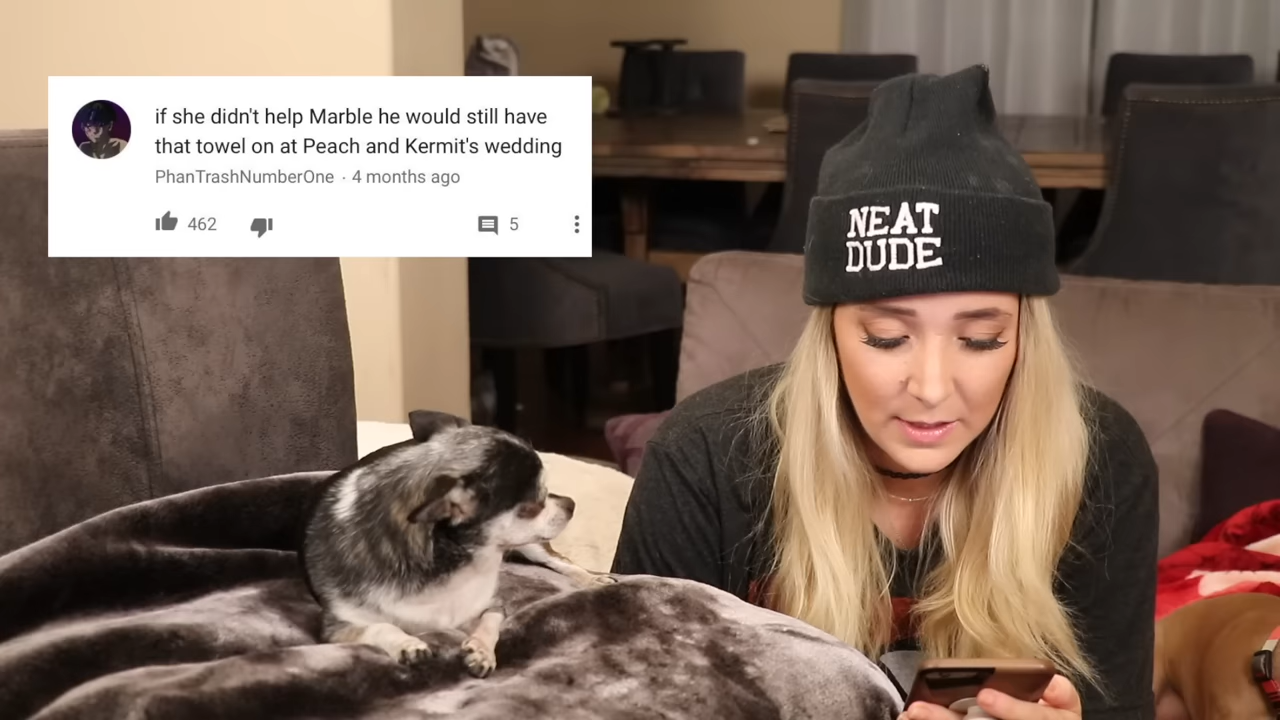 if she didn't help Marble he would still have
that towel on at Peach and Kermit's wedding
PhanTrashNumberOne · 4 months ago
462
5
NEAT
DUDE